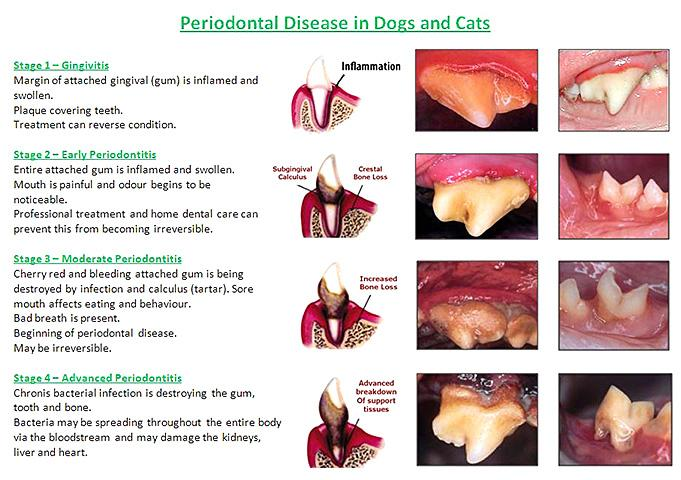 Periodontal Disease in Dogs and Cats
Stage 1 – Gingivitis
Margin of attached gingival (gum) is inflamed and
swollen.
Plaque covering teeth.
Treatment can reverse condition.
Inflammation
Stage 2 – Early Periodontitis
Entire attached gum is inflamed and swollen.
Mouth is painful and odour begins to be
noticeable.
Professional treatment and home dental care can
prevent this from becoming irreversible.
Subgingival
Calculus
Crestal
Bone Loss
Stage 3 – Moderate Periodontitis
Cherry red and bleeding attached gum is being
destroyed by infection and calculus (tartar). Sore
mouth affects eating and behaviour.
Bad breath is present.
Beginning of periodontal disease.
May be irreversible.
Increased
Bone Loss
Stage 4 – Advanced Periodontitis
Chronis bacterial infection is destroying the gum,
tooth and bone.
Bacteria may be spreading throughout the entire body
via the bloodstream and may damage the kidneys,
liver and heart.
Advanced
breakdown
Of support
tissues